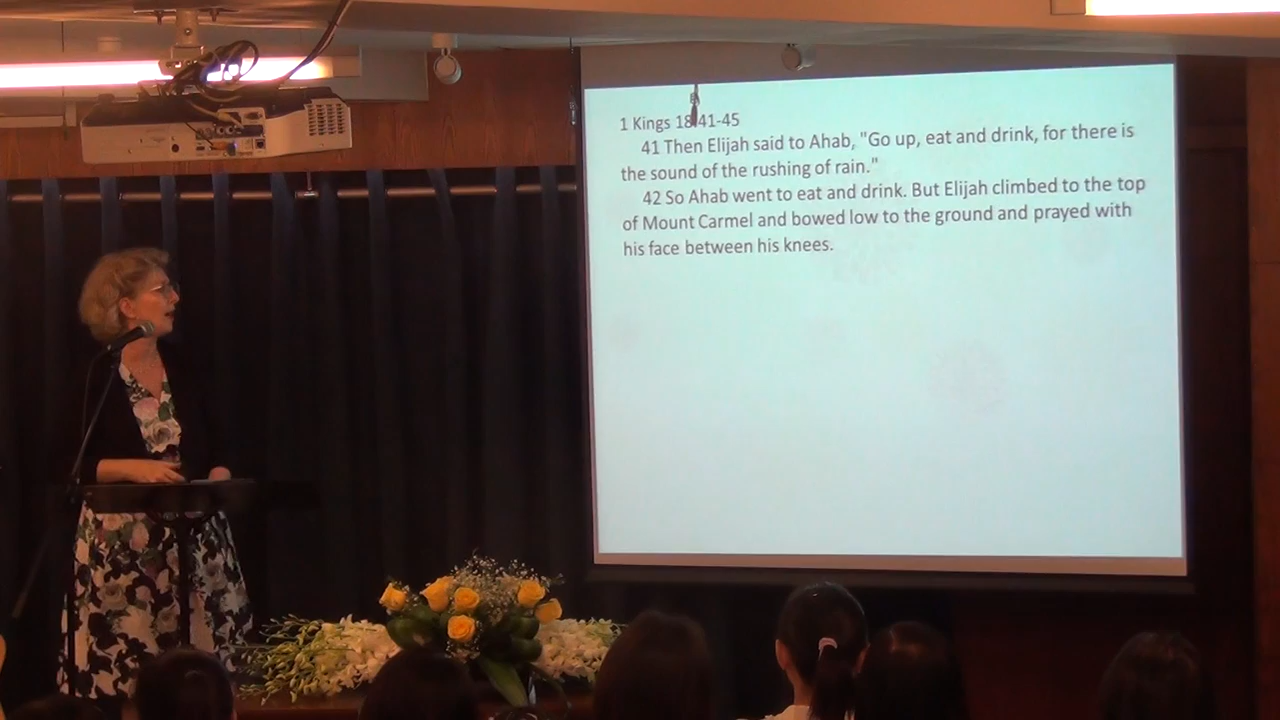 1 Kings 18:41-45
41 Then Elijah said to Ahab, "Go up, eat and drink, for there is
the sound of the rushing of rain."
42 So Ahab went to eat and drink. But Elijah climbed to the top
of Mount Carmel and bowed low to the ground and prayed with
his face between his knees.